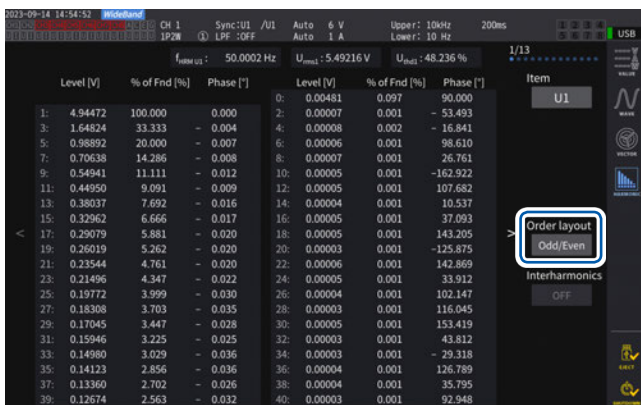 2023-09-14 14:54:52 WideBand CH 1 Sync:U1 /U1 Auto 6 V Upper: 10kHz 200ms 1 2 3 4 USB
1P2W ① LPF :OFF Auto 1 A Lower: 10 Hz 5 6 7 8
fHRM U1 : 50.0002 Hz Urms1 : 5.49216 V Uthd1 : 48.236 % 1/13
VALUE
Level [V] % of Fnd [%] Phase [°] Level [V] % of Fnd [%] Phase [°] Item
0: 0.00481 0.097 90.000 U1
1: 4.94472 100.000 0.000 2: 0.00007 0.001 - 53.493 WAVE
3: 1.64824 33.333 - 0.004 4: 0.00008 0.002 - 16.841
5: 0.98892 20.000 - 0.007 6: 0.00006 0.001 98.610
7: 0.70638 14.286 - 0.008 8: 0.00007 0.001 26.761 VECTOR
9: 0.54941 11.111 - 0.012 10: 0.00005 0.001 -162.922
11: 0.44950 9.091 - 0.009 12: 0.00005 0.001 107.682 HARMONIC
13: 0.38037 7.692 - 0.016 14: 0.00004 0.001 10.537
15: 0.32962 6.666 - 0.017 16: 0.00005 0.001 37.093
< 17: 0.29079 5.881 - 0.020 18: 0.00005 0.001 143.205 > Order layout
19: 0.26019 5.262 - 0.020 20: 0.00003 0.001 -125.875 Odd/Even
21: 0.23544 4.761 - 0.020 22: 0.00006 0.001 142.869
23: 0.21496 4.347 - 0.022 24: 0.00005 0.001 33.912 Interharmonics
25: 0.19772 3.999 - 0.030 26: 0.00004 0.001 102.147 OFF
27: 0.18308 3.703 - 0.035 28: 0.00003 0.001 116.045
29: 0.17045 3.447 - 0.028 30: 0.00005 0.001 153.419
31: 0.15946 3.225 - 0.025 32: 0.00003 0.001 43.812
33: 0.14980 3.029 - 0.036 34: 0.00003 0.001 - 29.318
35: 0.14123 2.856 - 0.036 36: 0.00004 0.001 126.789 EJECT
37: 0.13360 2.702 - 0.026 38: 0.00004 0.001 35.795
39: 0.12674 2.563 - 0.032 40: 0.00003 0.001 92.948 SHUTDOWN